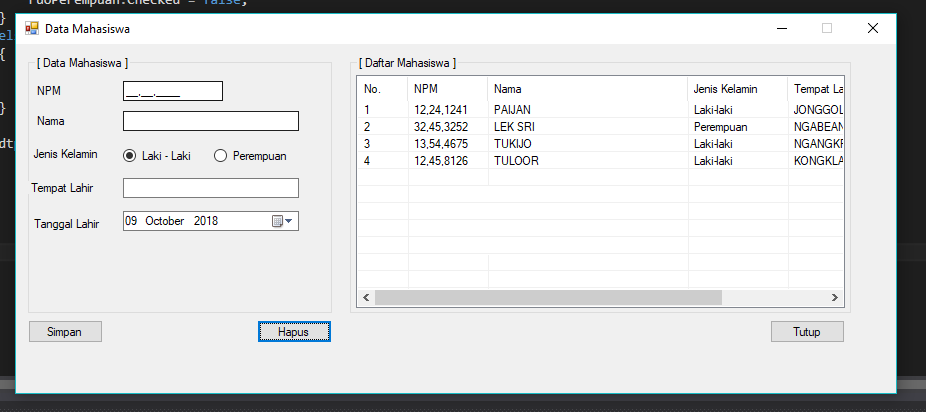 rdoPerempuan.Checked = false;
}
el
{
}
dt
Data Mahasiswa
[ Data Mahasiswa ]
NPM __.__.____
Nama
Jenis Kelamin Laki - Laki Perempuan
Tempat Lahir
Tanggal Lahir 09 October 2018
Simpan Hapus
[ Daftar Mahasiswa ]
No. NPM Nama Jenis Kelamin Tempat La
1 12,24,1241 PAIJAN Laki-laki JONGGOL
2 32,45,3252 LEK SRI Perempuan NGABEAN
3 13,54,4675 TUKIJO Laki-laki NGANGKR
4 12,45,8126 TULOOR Laki-laki KONGKLA
Tutup